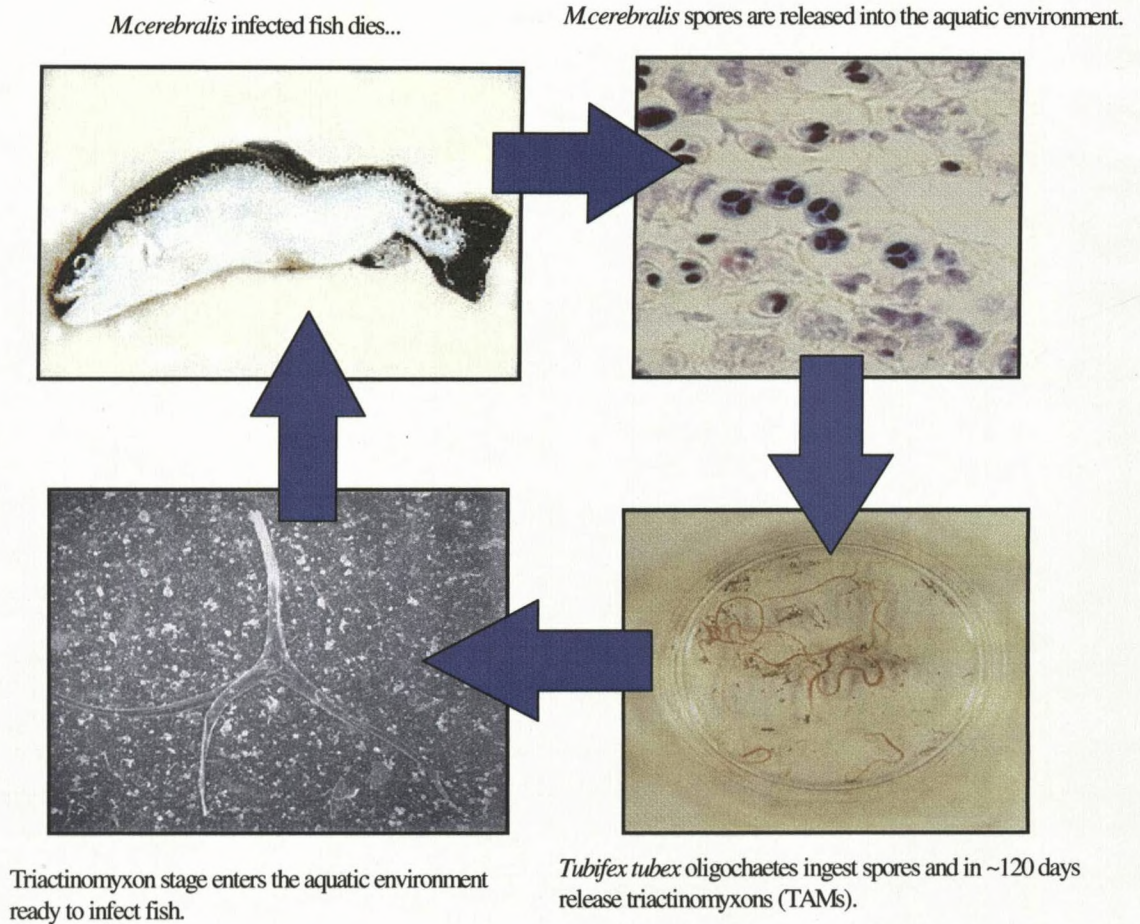 M.cerebralis infected fish dies...
M.cerebralis spores are released into the aquatic environment.
Triactinomyxon stage enters the aquatic environment
ready to infect fish.
Tubifex tubex oligochaetes ingest spores and in ~120 days
release triactinomyxons (TAMs).